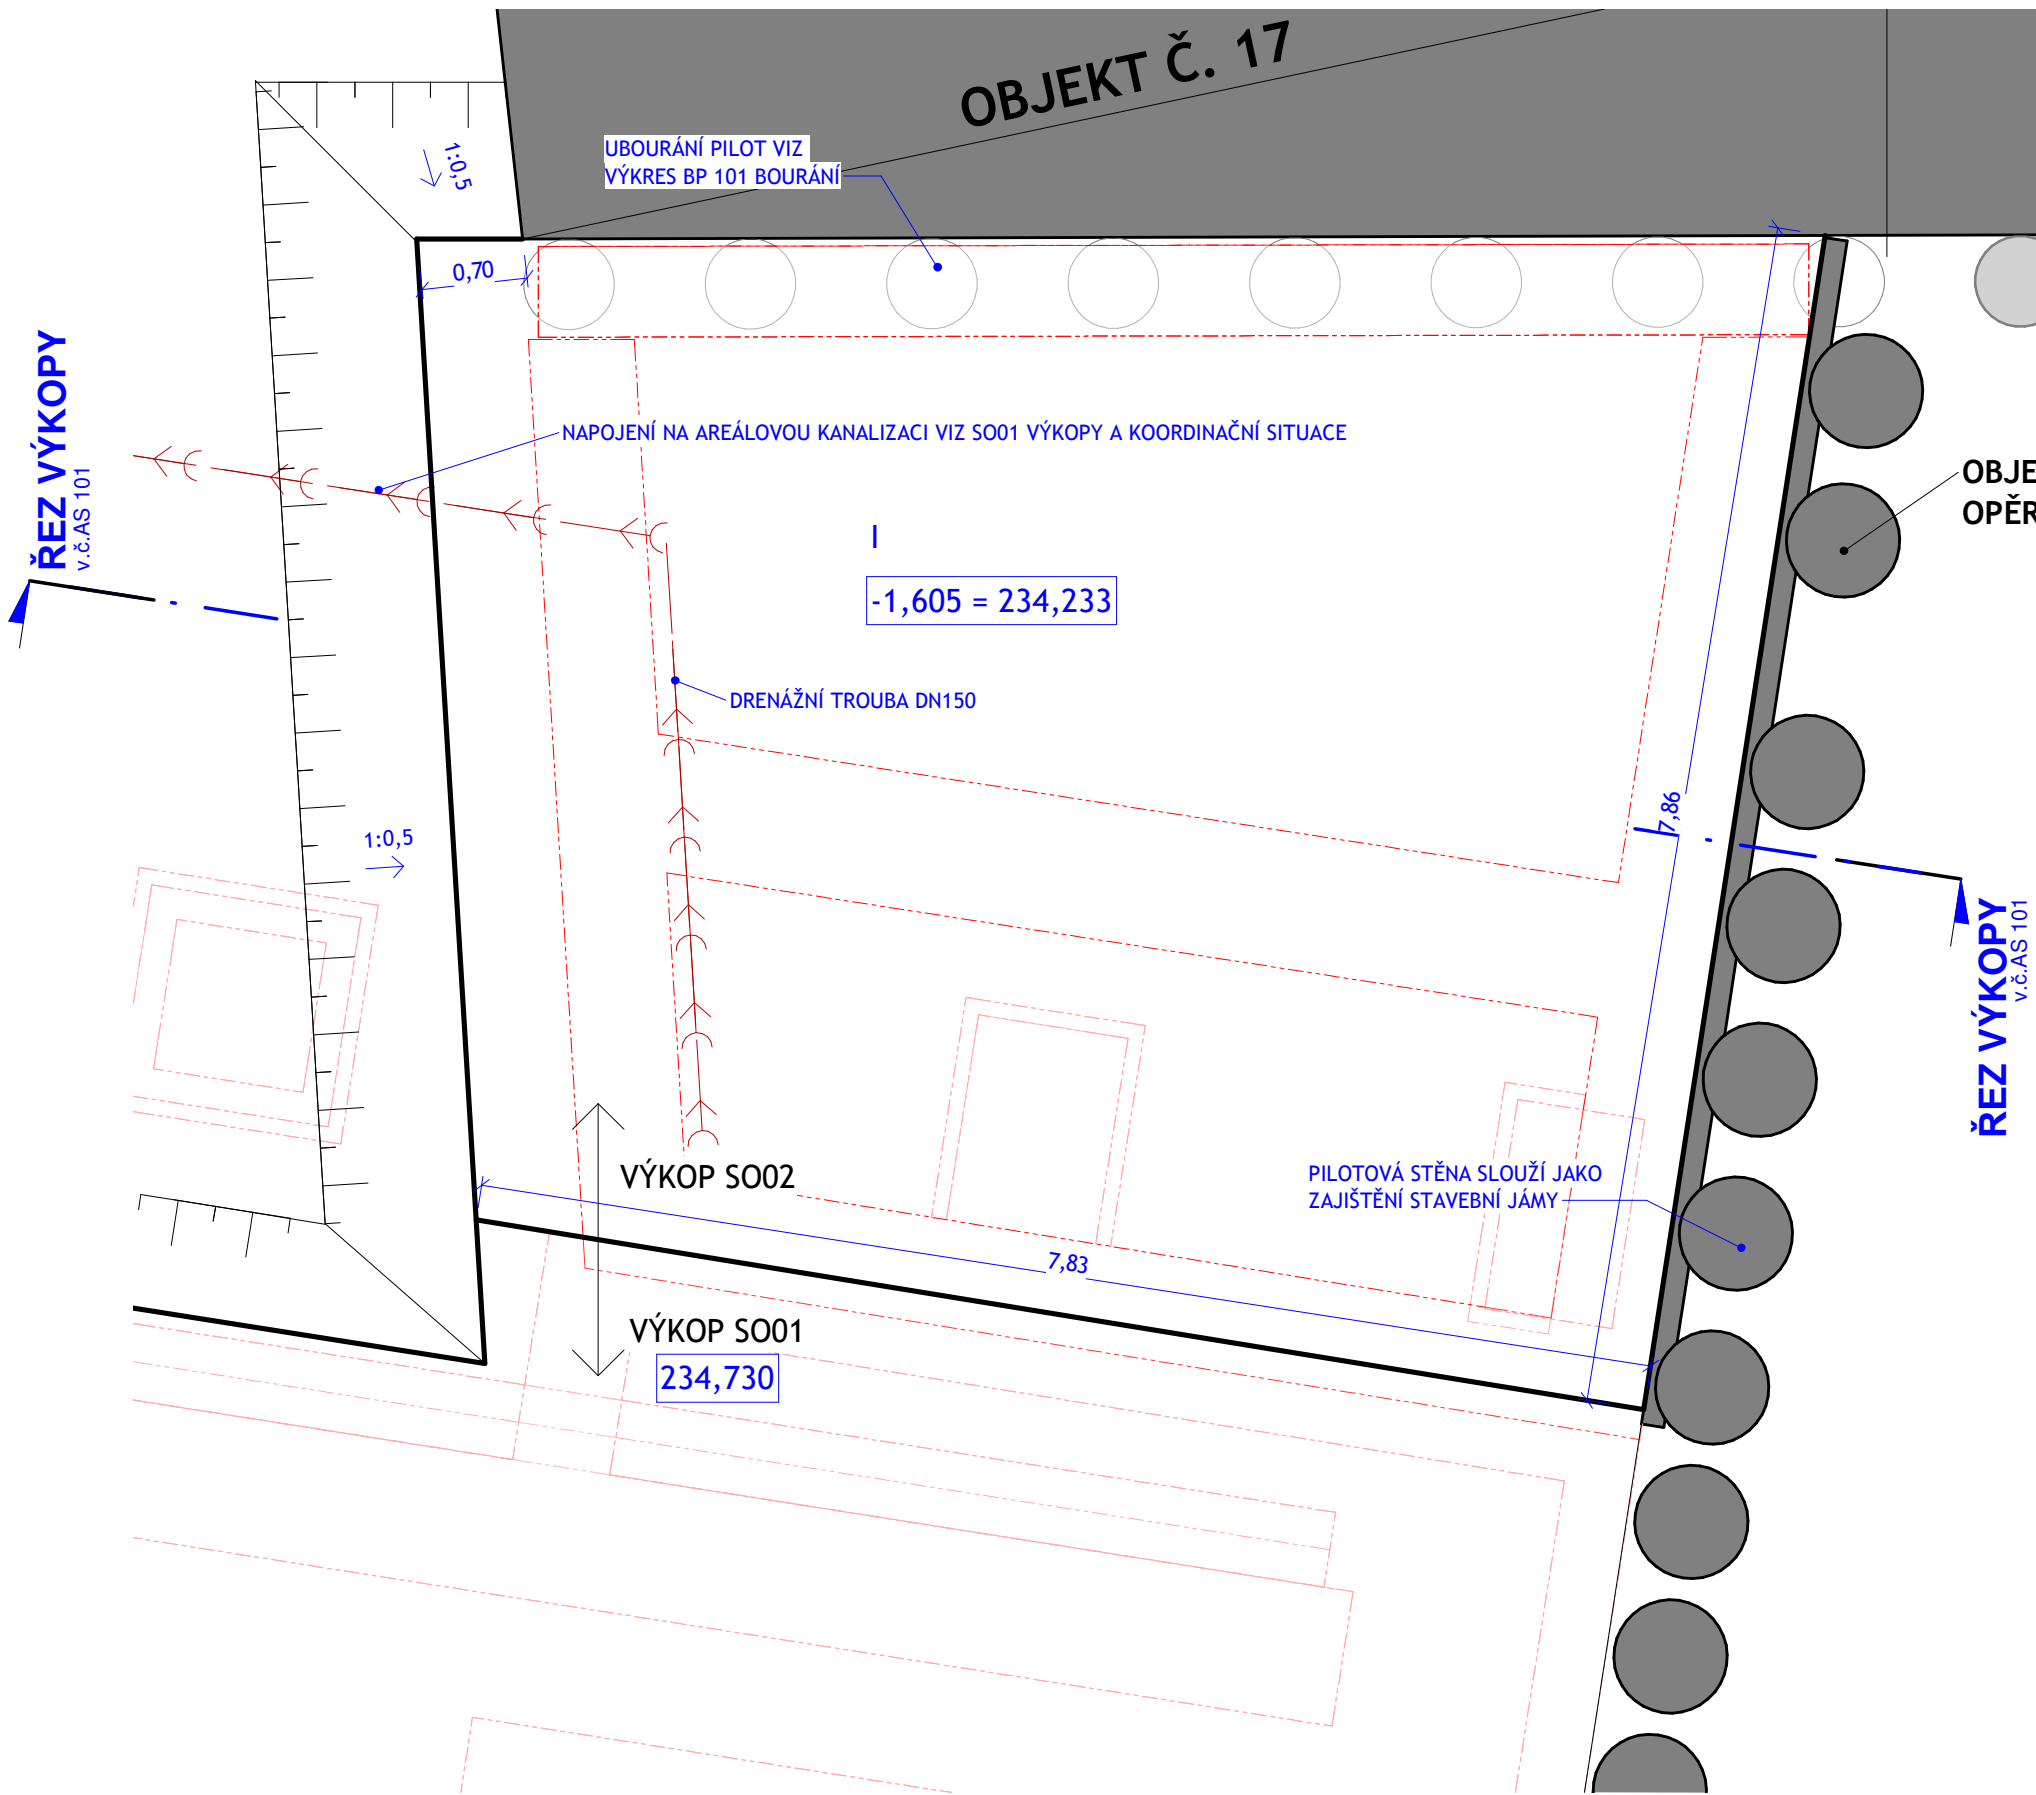 OBJEKT Č. 17
UBOURÁNÍ PILOT VIZ
VÝKRES BP 101 BOURÁNÍ
1:0,5
0,70
ŘEZ VÝKOPY
v.č.AS 101
NAPOJENÍ NA AREÁLOVOU KANALIZACI VIZ SO01 VÝKOPY A KOORDINAČNÍ SITUACE
OBJE
OPĚR
I
-1,605 = 234,233
DRENÁŽNÍ TROUBA DN150
7,86
1:0,5
ŘEZ VÝKOPY
v.č.AS 101
VÝKOP SO02
PILOTOVÁ STĚNA SLOUŽÍ JAKO
ZAJIŠTĚNÍ STAVEBNÍ JÁMY
7,83
VÝKOP SO01
234,730